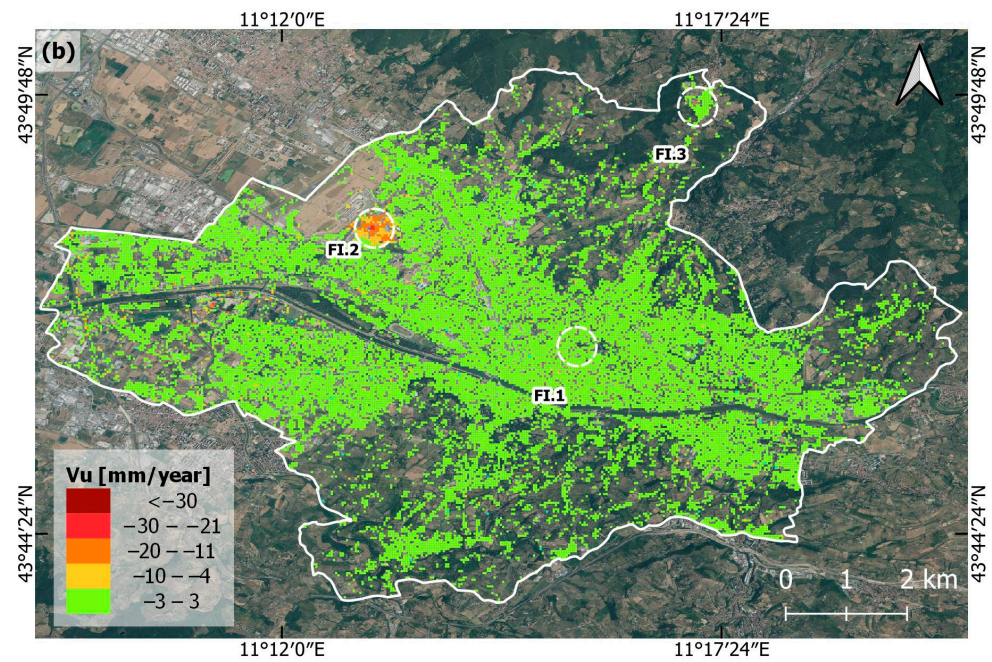 11°12′0″E 11°17′24″E
(b)
43°49′48″N 43°49′48″N
FI.3
FI.2
FI.1
Vu [mm/year]
<−30
−30 – −21
−20 – −11
−10 – −4
−3 – 3
43°44′24″N 43°44′24″N
0 1 2 km
11°12′0″E 11°17′24″E